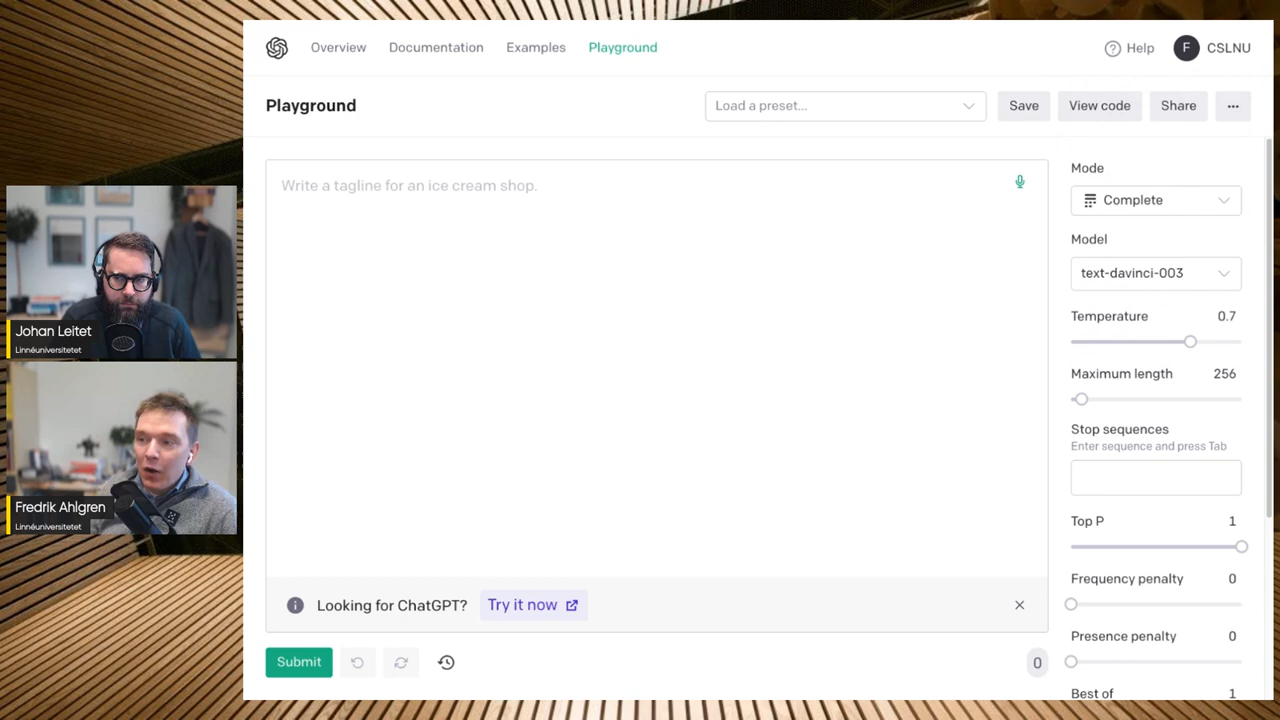 Overview Documentation Examples Playground Help F CSLNU
Playground Load a preset... Save View code Share ...
Write a tagline for an ice cream shop.
Mode
Complete
Model
text-davinci-003
Temperature 0.7
Maximum length 256
Stop sequences
Enter sequence and press Tab
Top P 1
Frequency penalty 0
Presence penalty 0
Best of 1
Looking for ChatGPT? Try it now
Submit 0
Johan Leitet
Linnéuniversitetet
Fredrik Ahlgren
Linnéuniversitetet